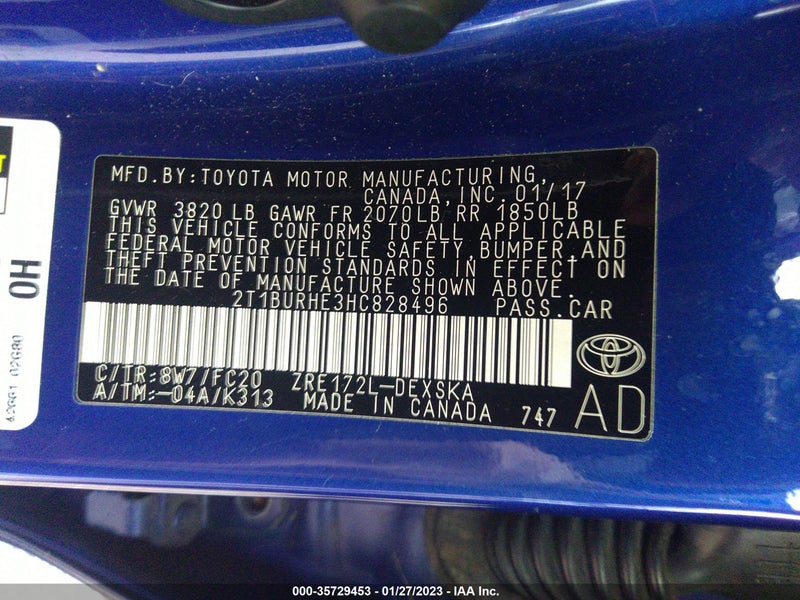 MFD. BY: TOYOTA MOTOR MANUFACTURING,
CANADA, INC. 01/17
GVWR 3820 LB GAWR FR 2070LB RR 1850LB
THIS VEHICLE CONFORMS TO ALL APPLICABLE
FEDERAL MOTOR VEHICLE SAFETY, BUMPER, AND
THEFT PREVENTION STANDARDS IN EFFECT ON
THE DATE OF MANUFACTURE SHOWN ABOVE.
2T1BURHE3HC828496 PASS. CAR
C/TR: 8W7/FC20 ZRE172L-DEXSKA
A/TM: -04A/K313 MADE IN CANADA 747 AD
OH
000-35729453 - 01/27/2023 - IAA Inc.